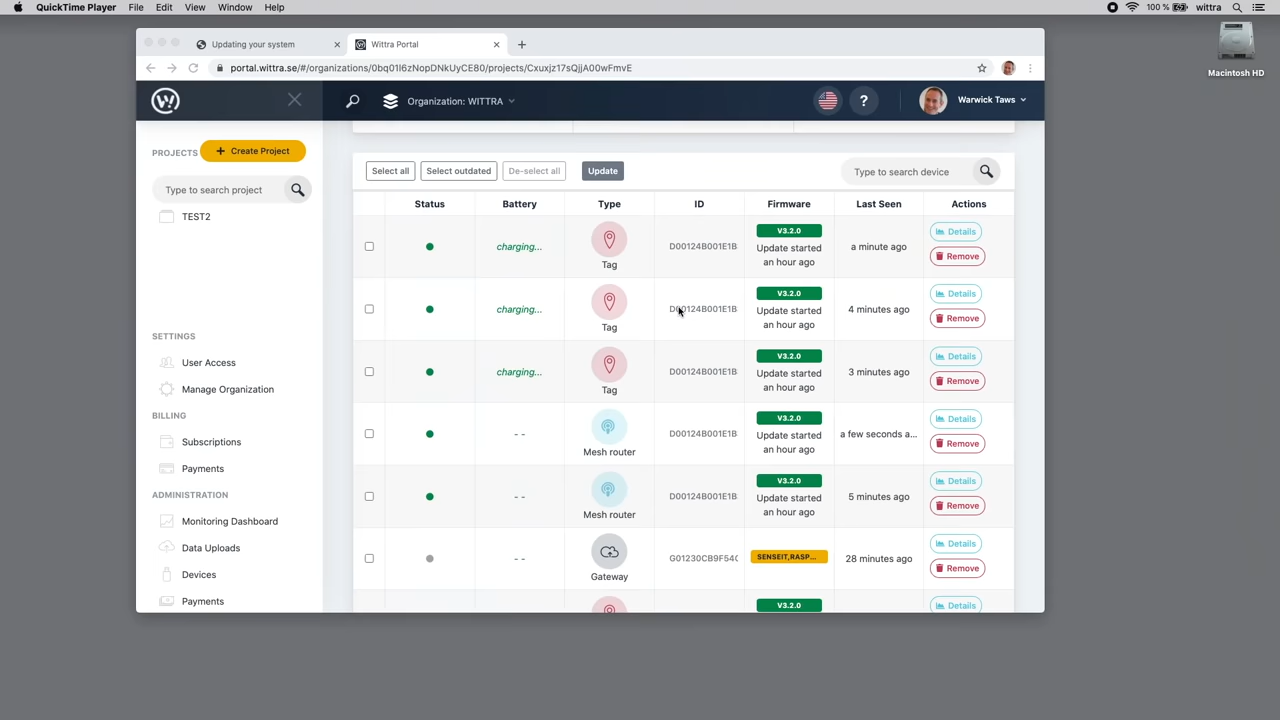 QuickTime Player File Edit View Window Help 100 % wittra
Macintosh HD
Updating your system
Wittra Portal
portal.wittra.se/#/organizations/0bq01l6zNopDNkUyCE80/projects/Cxuxjz17sQjjA00wFmvE
W!
Organization: WITTRA
?
Warwick Taws
PROJECTS
+ Create Project
Type to search project
TEST2
SETTINGS
User Access
Manage Organization
BILLING
Subscriptions
Payments
ADMINISTRATION
Monitoring Dashboard
Data Uploads
Devices
Payments
Select all Select outdated De-select all Update
Type to search device
Status Battery Type ID Firmware Last Seen Actions
charging... Tag D00124B001E1B V3.2.0 Update started an hour ago a minute ago Details Remove
charging... Tag D00124B001E1B V3.2.0 Update started an hour ago 4 minutes ago Details Remove
charging... Tag D00124B001E1B V3.2.0 Update started an hour ago 3 minutes ago Details Remove
- - Mesh router D00124B001E1B V3.2.0 Update started an hour ago a few seconds a... Details Remove
- - Mesh router D00124B001E1B V3.2.0 Update started an hour ago 5 minutes ago Details Remove
- - Gateway G01230CB9F54( SENSEIT,RASP... 28 minutes ago Details Remove
V3.2.0 Details